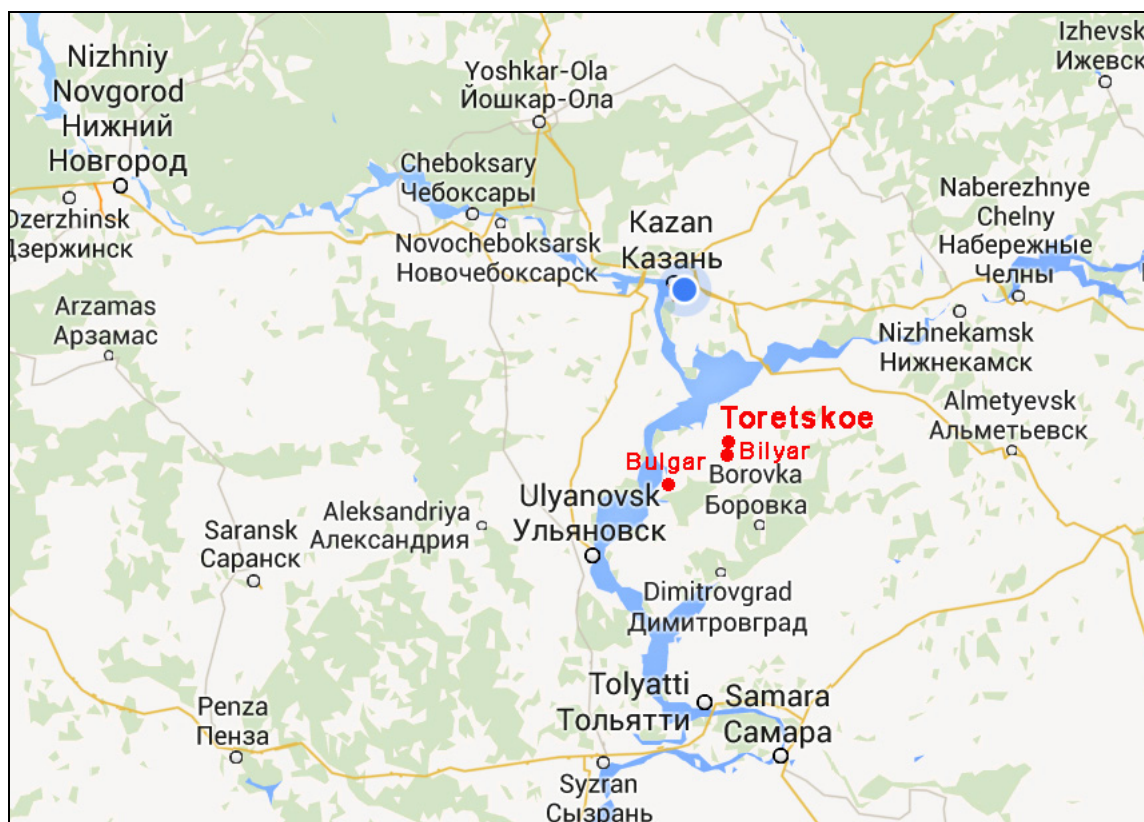 Nizhniy
Novgorod
Нижний
Новгород
Yoshkar-Ola
Йошкар-Ола
Izhevsk
Ижевск
Cheboksary
Чебоксары
Dzerzhinsk
Дзержинск
Novocheboksarsk
Новочебоксарск
Kazan
Казань
Naberezhnye
Chelny
Набережные
Челны
Arzamas
Арзамас
Nizhnekamsk
Нижнекамск
Toretskoe
Bilyar
Bulgar
Almetyevsk
Альметьевск
Borovka
Боровка
Ulyanovsk
Ульяновск
Aleksandriya
Александрия
Saransk
Саранск
Dimitrovgrad
Димитровград
Tolyatti
Тольятти
Samara
Самара
Penza
Пенза
Syzran
Сызрань